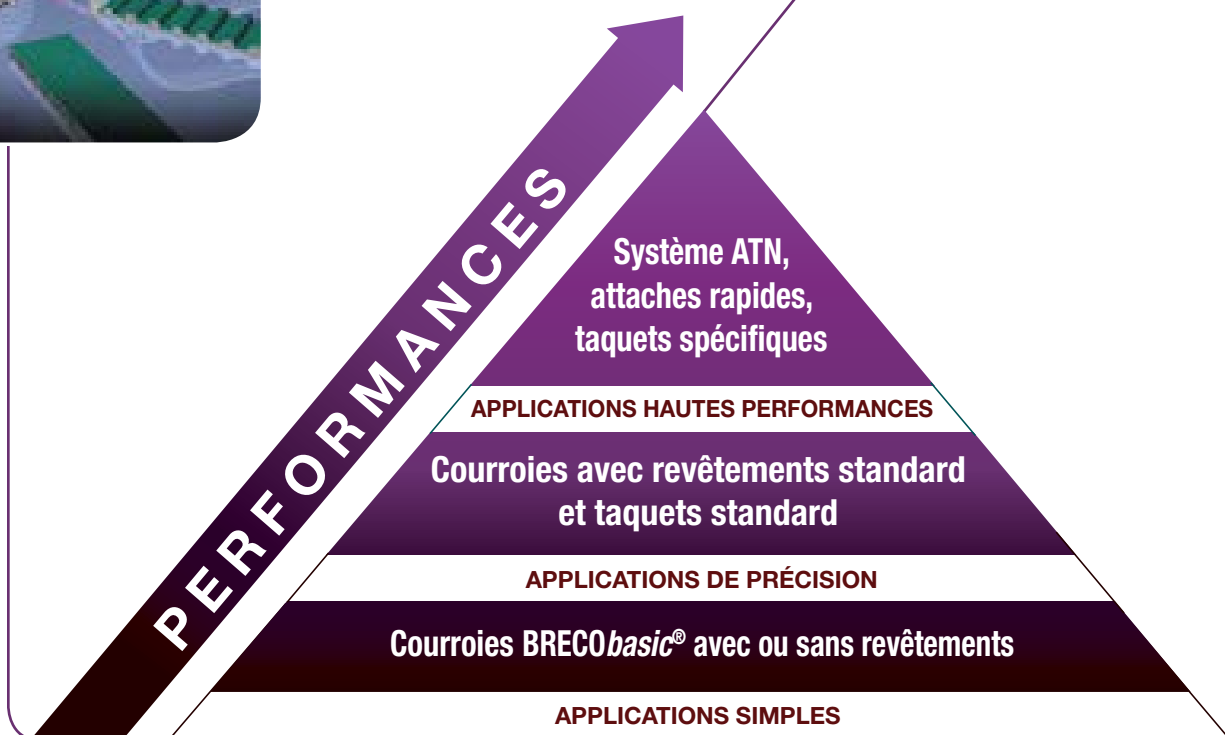 PERFORMANCES
Système ATN,
attaches rapides,
taquets spécifiques
APPLICATIONS HAUTES PERFORMANCES
Courroies avec revêtements standard
et taquets standard
APPLICATIONS DE PRÉCISION
Courroies BRECObasic® avec ou sans revêtements
APPLICATIONS SIMPLES